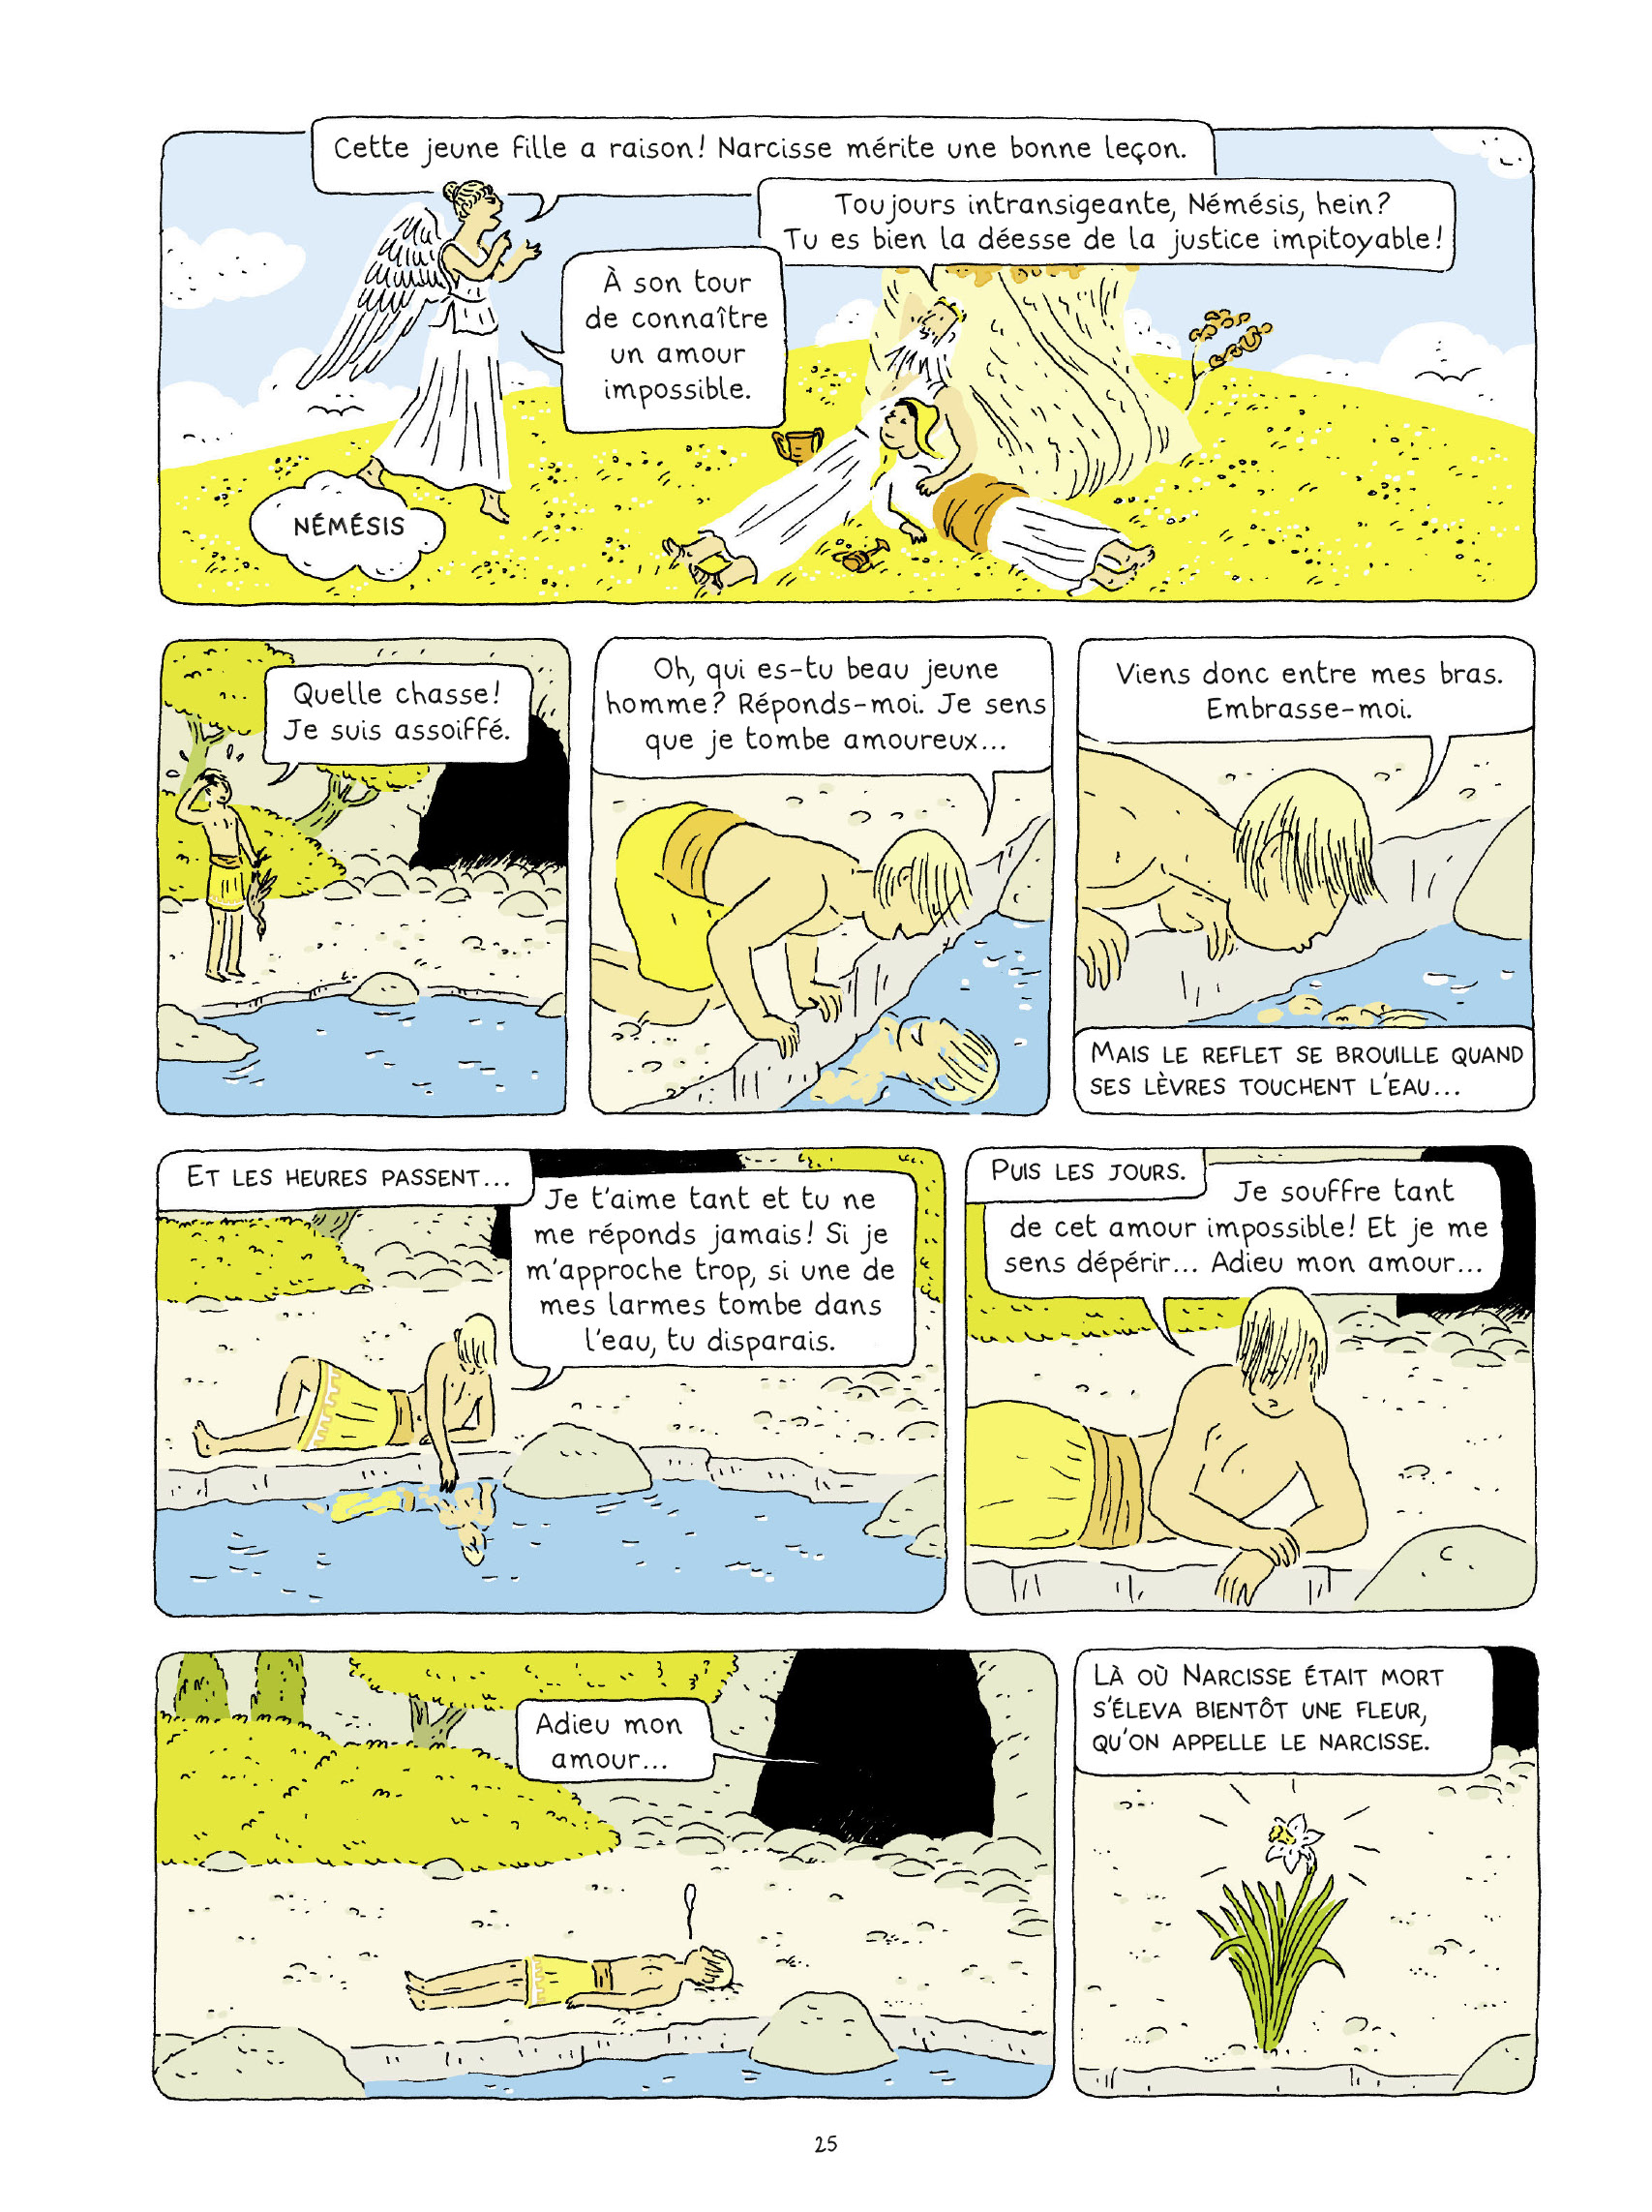 Cette jeune fille a raison! Narcisse mérite une bonne leçon.
Toujours intransigeante, Némésis, hein?
Tu es bien la déesse de la justice impitoyable!
À son tour
de connaître
un amour
impossible.
NÉMÉSIS
Quelle chasse!
Je suis assoiffé.
Oh, qui es-tu beau jeune
homme? Réponds-moi. Je sens
que je tombe amoureux...
Viens donc entre mes bras.
Embrasse-moi.
MAIS LE REFLET SE BROUILLE QUAND
SES LÈVRES TOUCHENT L'EAU...
ET LES HEURES PASSENT...
Je t'aime tant et tu ne
me réponds jamais! Si je
m'approche trop, si une de
mes larmes tombe dans
l'eau, tu disparais.
PUIS LES JOURS.
Je souffre tant
de cet amour impossible! Et je me
sens dépérir... Adieu mon amour...
Adieu mon
amour...
LÀ OÙ NARCISSE ÉTAIT MORT
S'ÉLEVA BIENTÔT UNE FLEUR,
QU'ON APPELLE LE NARCISSE.
25